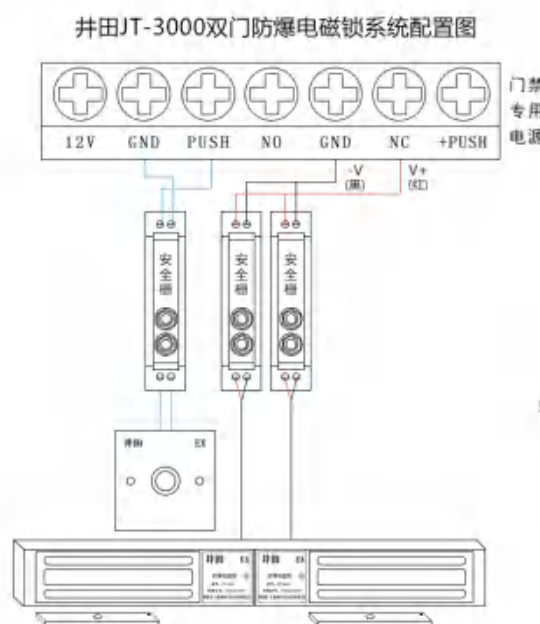 井田JT-3000双门防爆电磁锁系统配置图
门禁
专用
电源
12V GND PUSH NO GND NC +PUSH
-V V+
(黑) (红)
安全栅 安全栅 安全栅
井田 EX
井田 EX 井田 EX